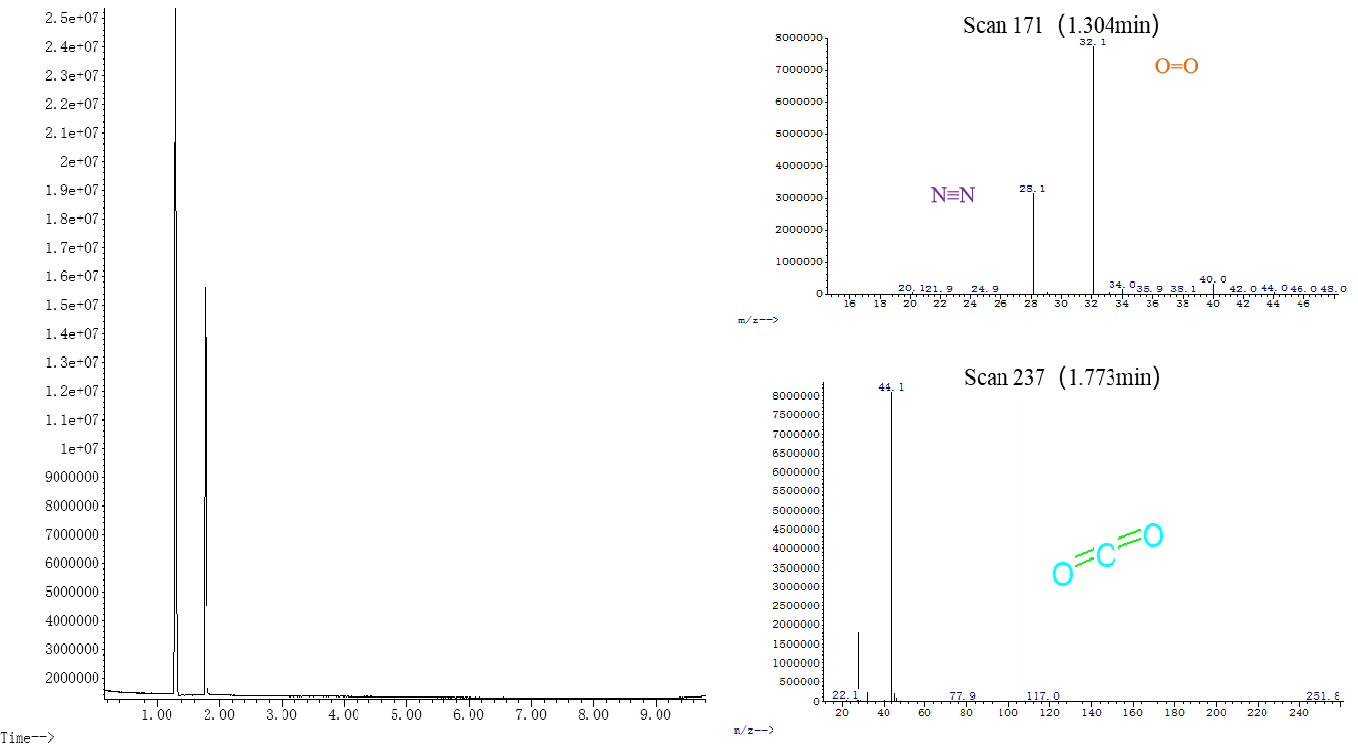 2.5e+07
2.4e+07
2.3e+07
2.2e+07
2.1e+07
2e+07
1.9e+07
1.8e+07
1.7e+07
1.6e+07
1.5e+07
1.4e+07
1.3e+07
1.2e+07
1.1e+07
1e+07
9000000
8000000
7000000
6000000
5000000
4000000
3000000
2000000
1.00 2.00 3.00 4.00 5.00 6.00 7.00 8.00 9.00
Time-->
Scan 171 (1.304min)
8000000
7000000
6000000
5000000
4000000
3000000
2000000
1000000
0
32.1
O=O
N≡N
28.1
20.1 21.9 24.9 34.0 35.9 38.1 40.0 42.0 44.0 46.0 48.0
16 18 20 22 24 26 28 30 32 34 36 38 40 42 44 46
m/z-->
Scan 237 (1.773min)
8000000
7500000
7000000
6500000
6000000
5500000
5000000
4500000
4000000
3500000
3000000
2500000
2000000
1500000
1000000
500000
0
44.1
O=C=O
22.1 77.9 117.0 251.8
20 40 60 80 100 120 140 160 180 200 220 240
m/z-->